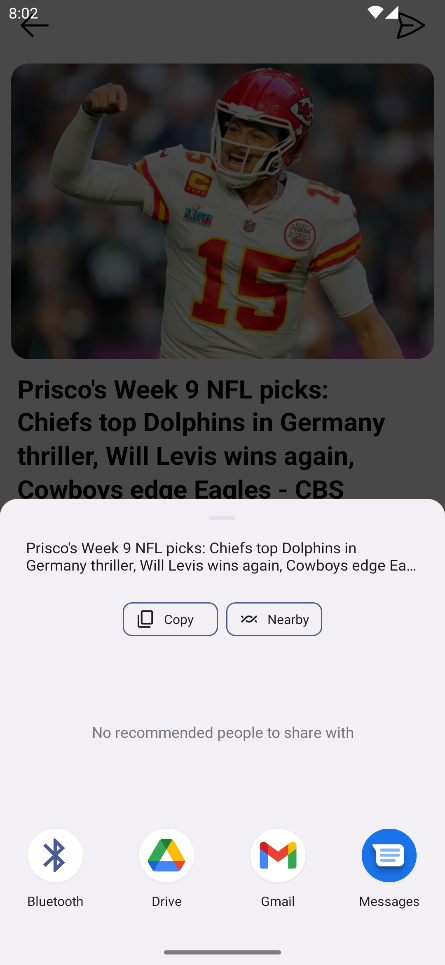 8:02
15
Prisco's Week 9 NFL picks:
Chiefs top Dolphins in Germany
thriller, Will Levis wins again,
Cowboys edge Eagles - CBS
Prisco's Week 9 NFL picks: Chiefs top Dolphins in
Germany thriller, Will Levis wins again, Cowboys edge Ea...
Copy
Nearby
No recommended people to share with
Bluetooth
Drive
Gmail
Messages